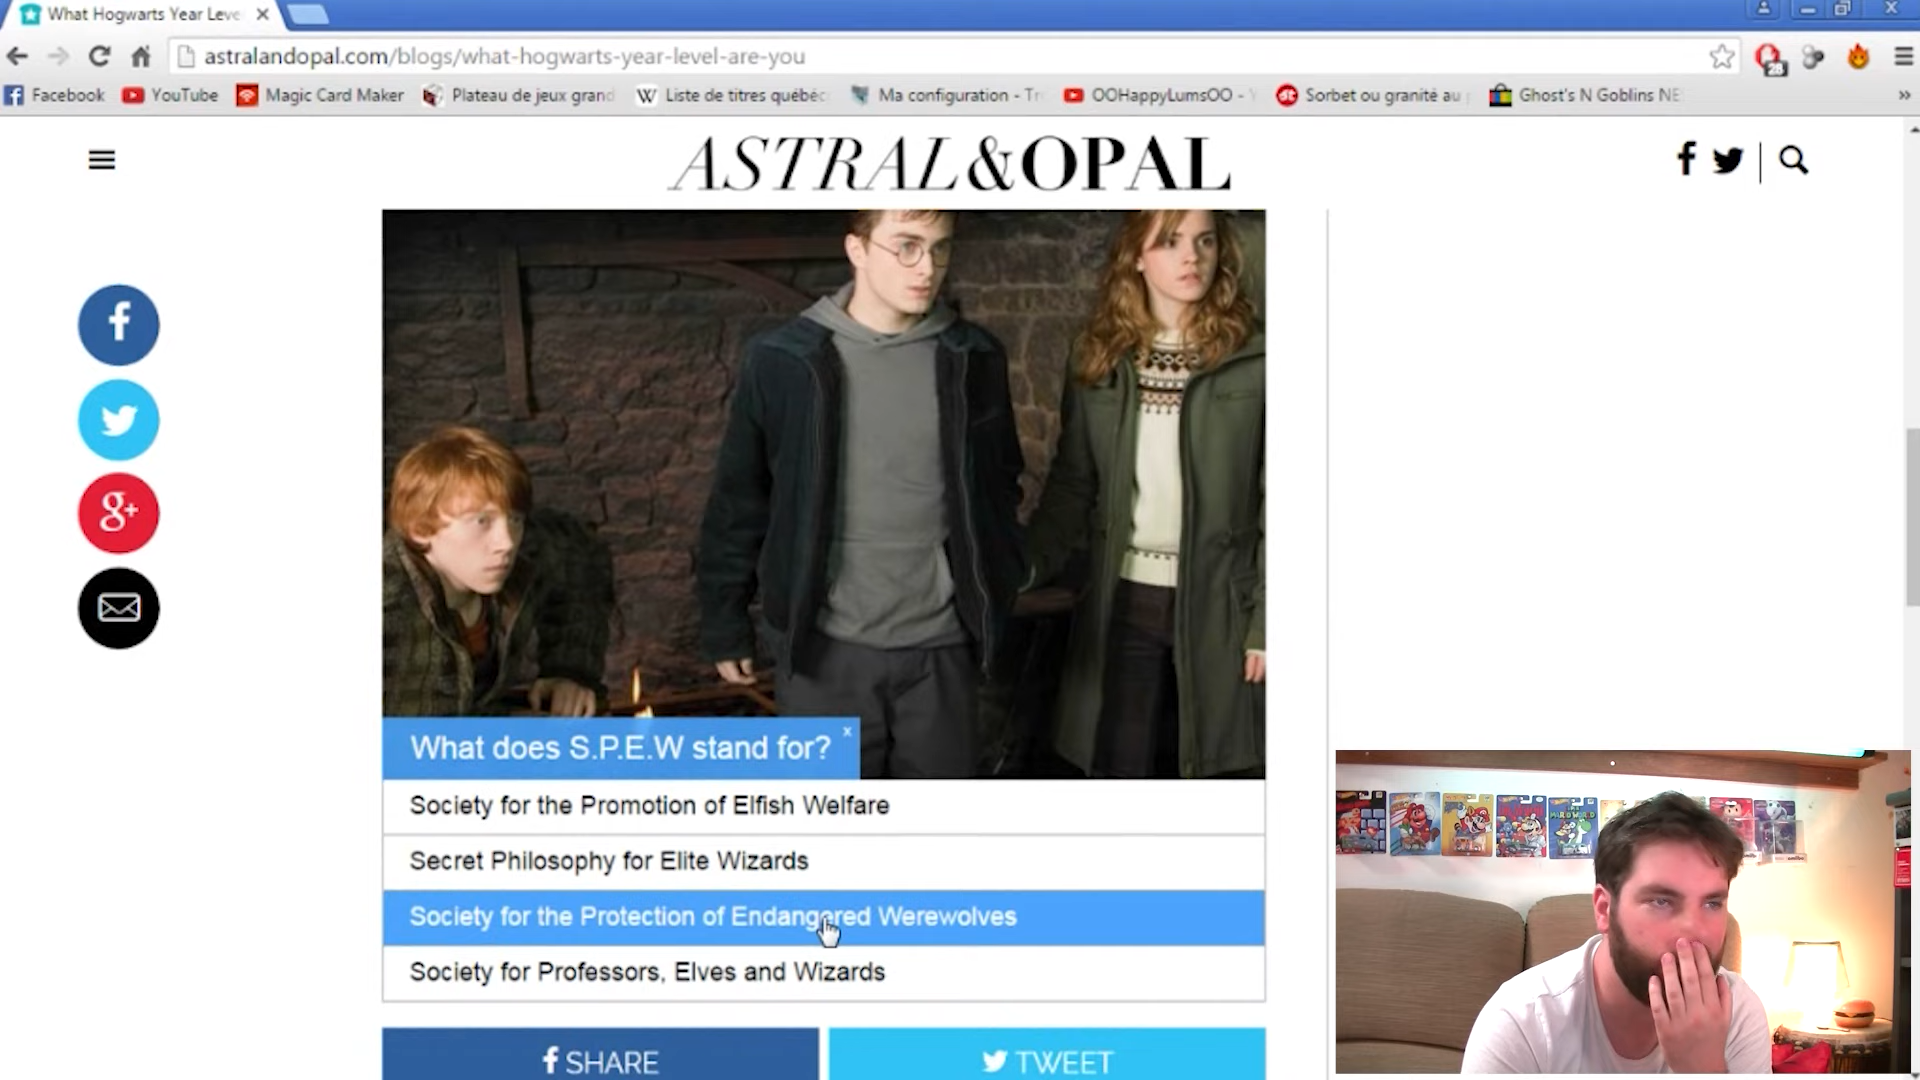 What Hogwarts Year Leve
astralandopal.com/blogs/what-hogwarts-year-level-are-you
28
Facebook YouTube Magic Card Maker Plateau de jeux grand Liste de titres québéc Ma configuration - Tr OOHappyLumsOO - Y Sorbet ou granité au Ghost's N Goblins NE
ASTRAL&OPAL
What does S.P.E.W stand for? x
Society for the Promotion of Elfish Welfare
Secret Philosophy for Elite Wizards
Society for the Protection of Endangered Werewolves
Society for Professors, Elves and Wizards
SHARE TWEET